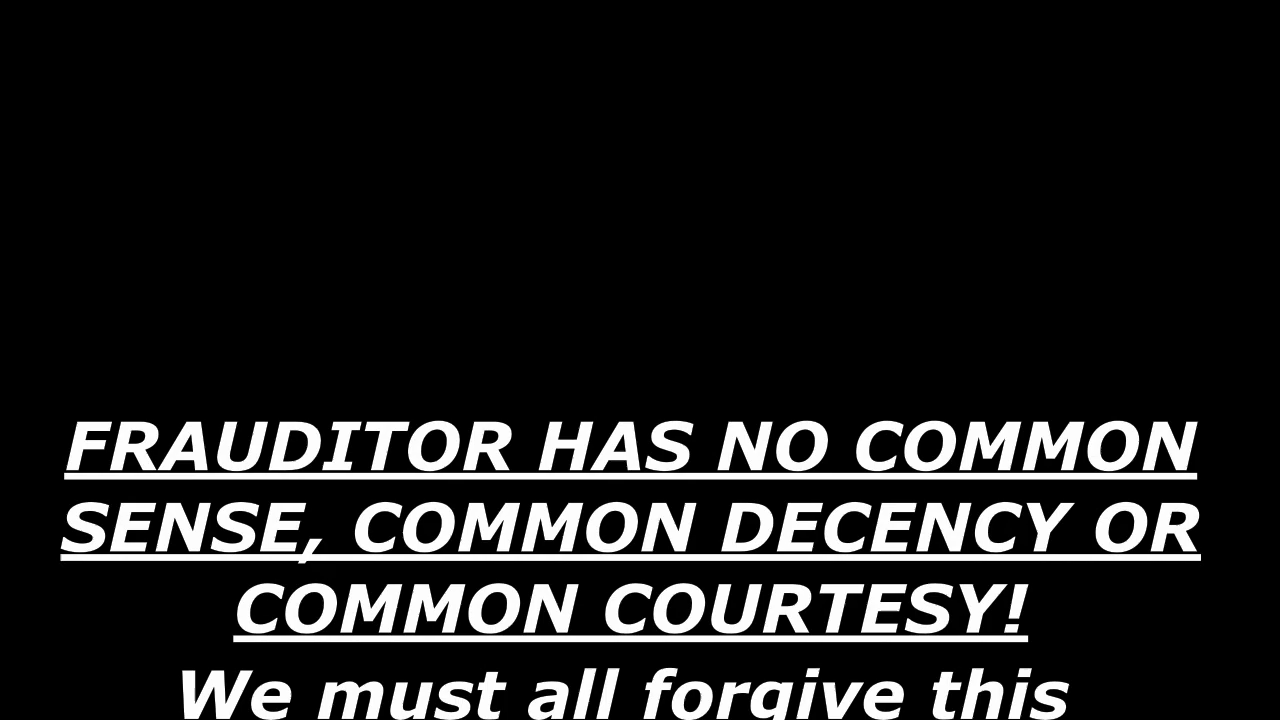 FRAUDITOR HAS NO COMMON
SENSE, COMMON DECENCY OR
COMMON COURTESY!
We must all forgive this